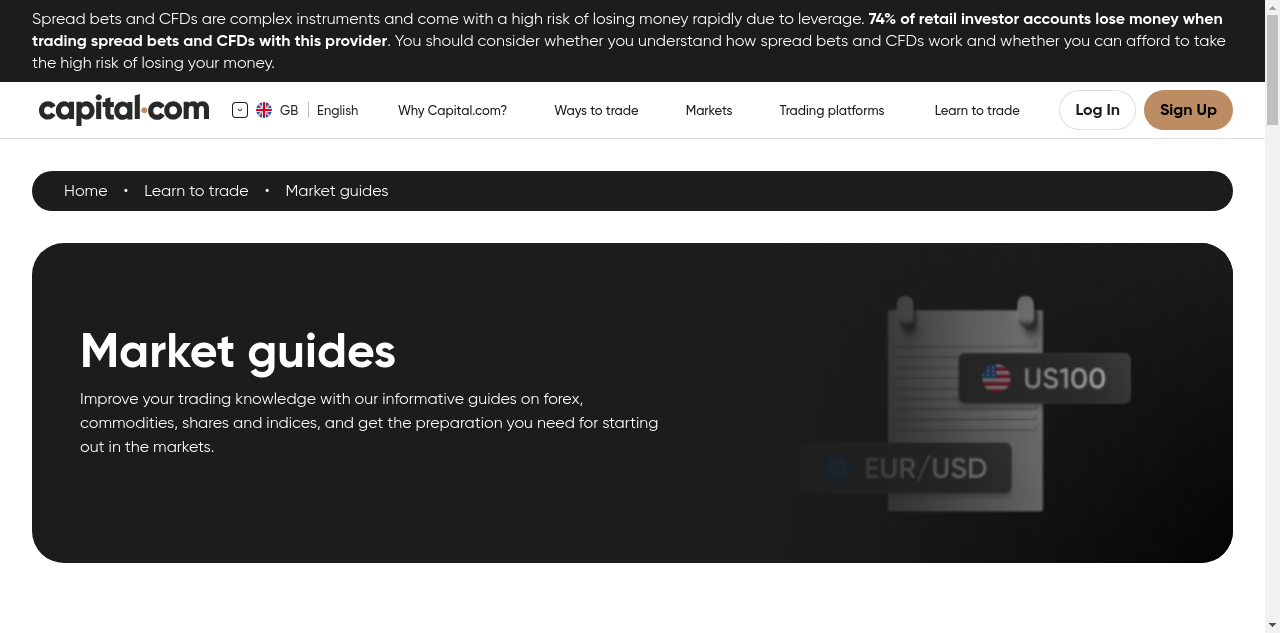 Spread bets and CFDs are complex instruments and come with a high risk of losing money rapidly due to leverage. 74% of retail investor accounts lose money when
trading spread bets and CFDs with this provider. You should consider whether you understand how spread bets and CFDs work and whether you can afford to take
the high risk of losing your money.
capital.com GB English Why Capital.com? Ways to trade Markets Trading platforms Learn to trade Log In Sign Up
Home • Learn to trade • Market guides
Market guides
Improve your trading knowledge with our informative guides on forex,
commodities, shares and indices, and get the preparation you need for starting
out in the markets.
US100
EUR/USD